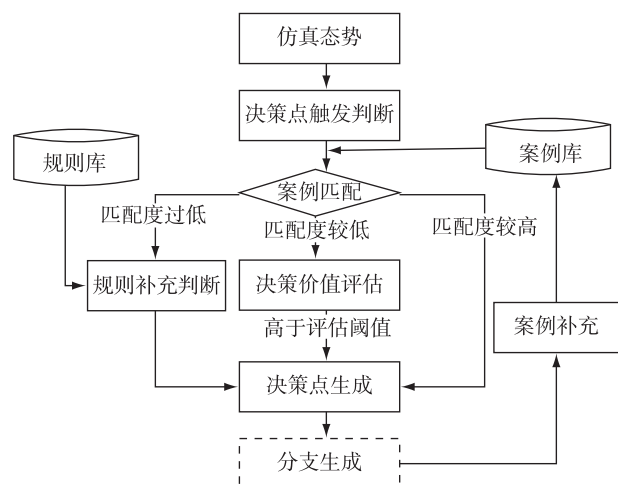 仿真态势
决策点触发判断
规则库
案例库
案例匹配
匹配度过低
匹配度较低
匹配度较高
规则补充判断
决策价值评估
高于评估阈值
案例补充
决策点生成
分支生成